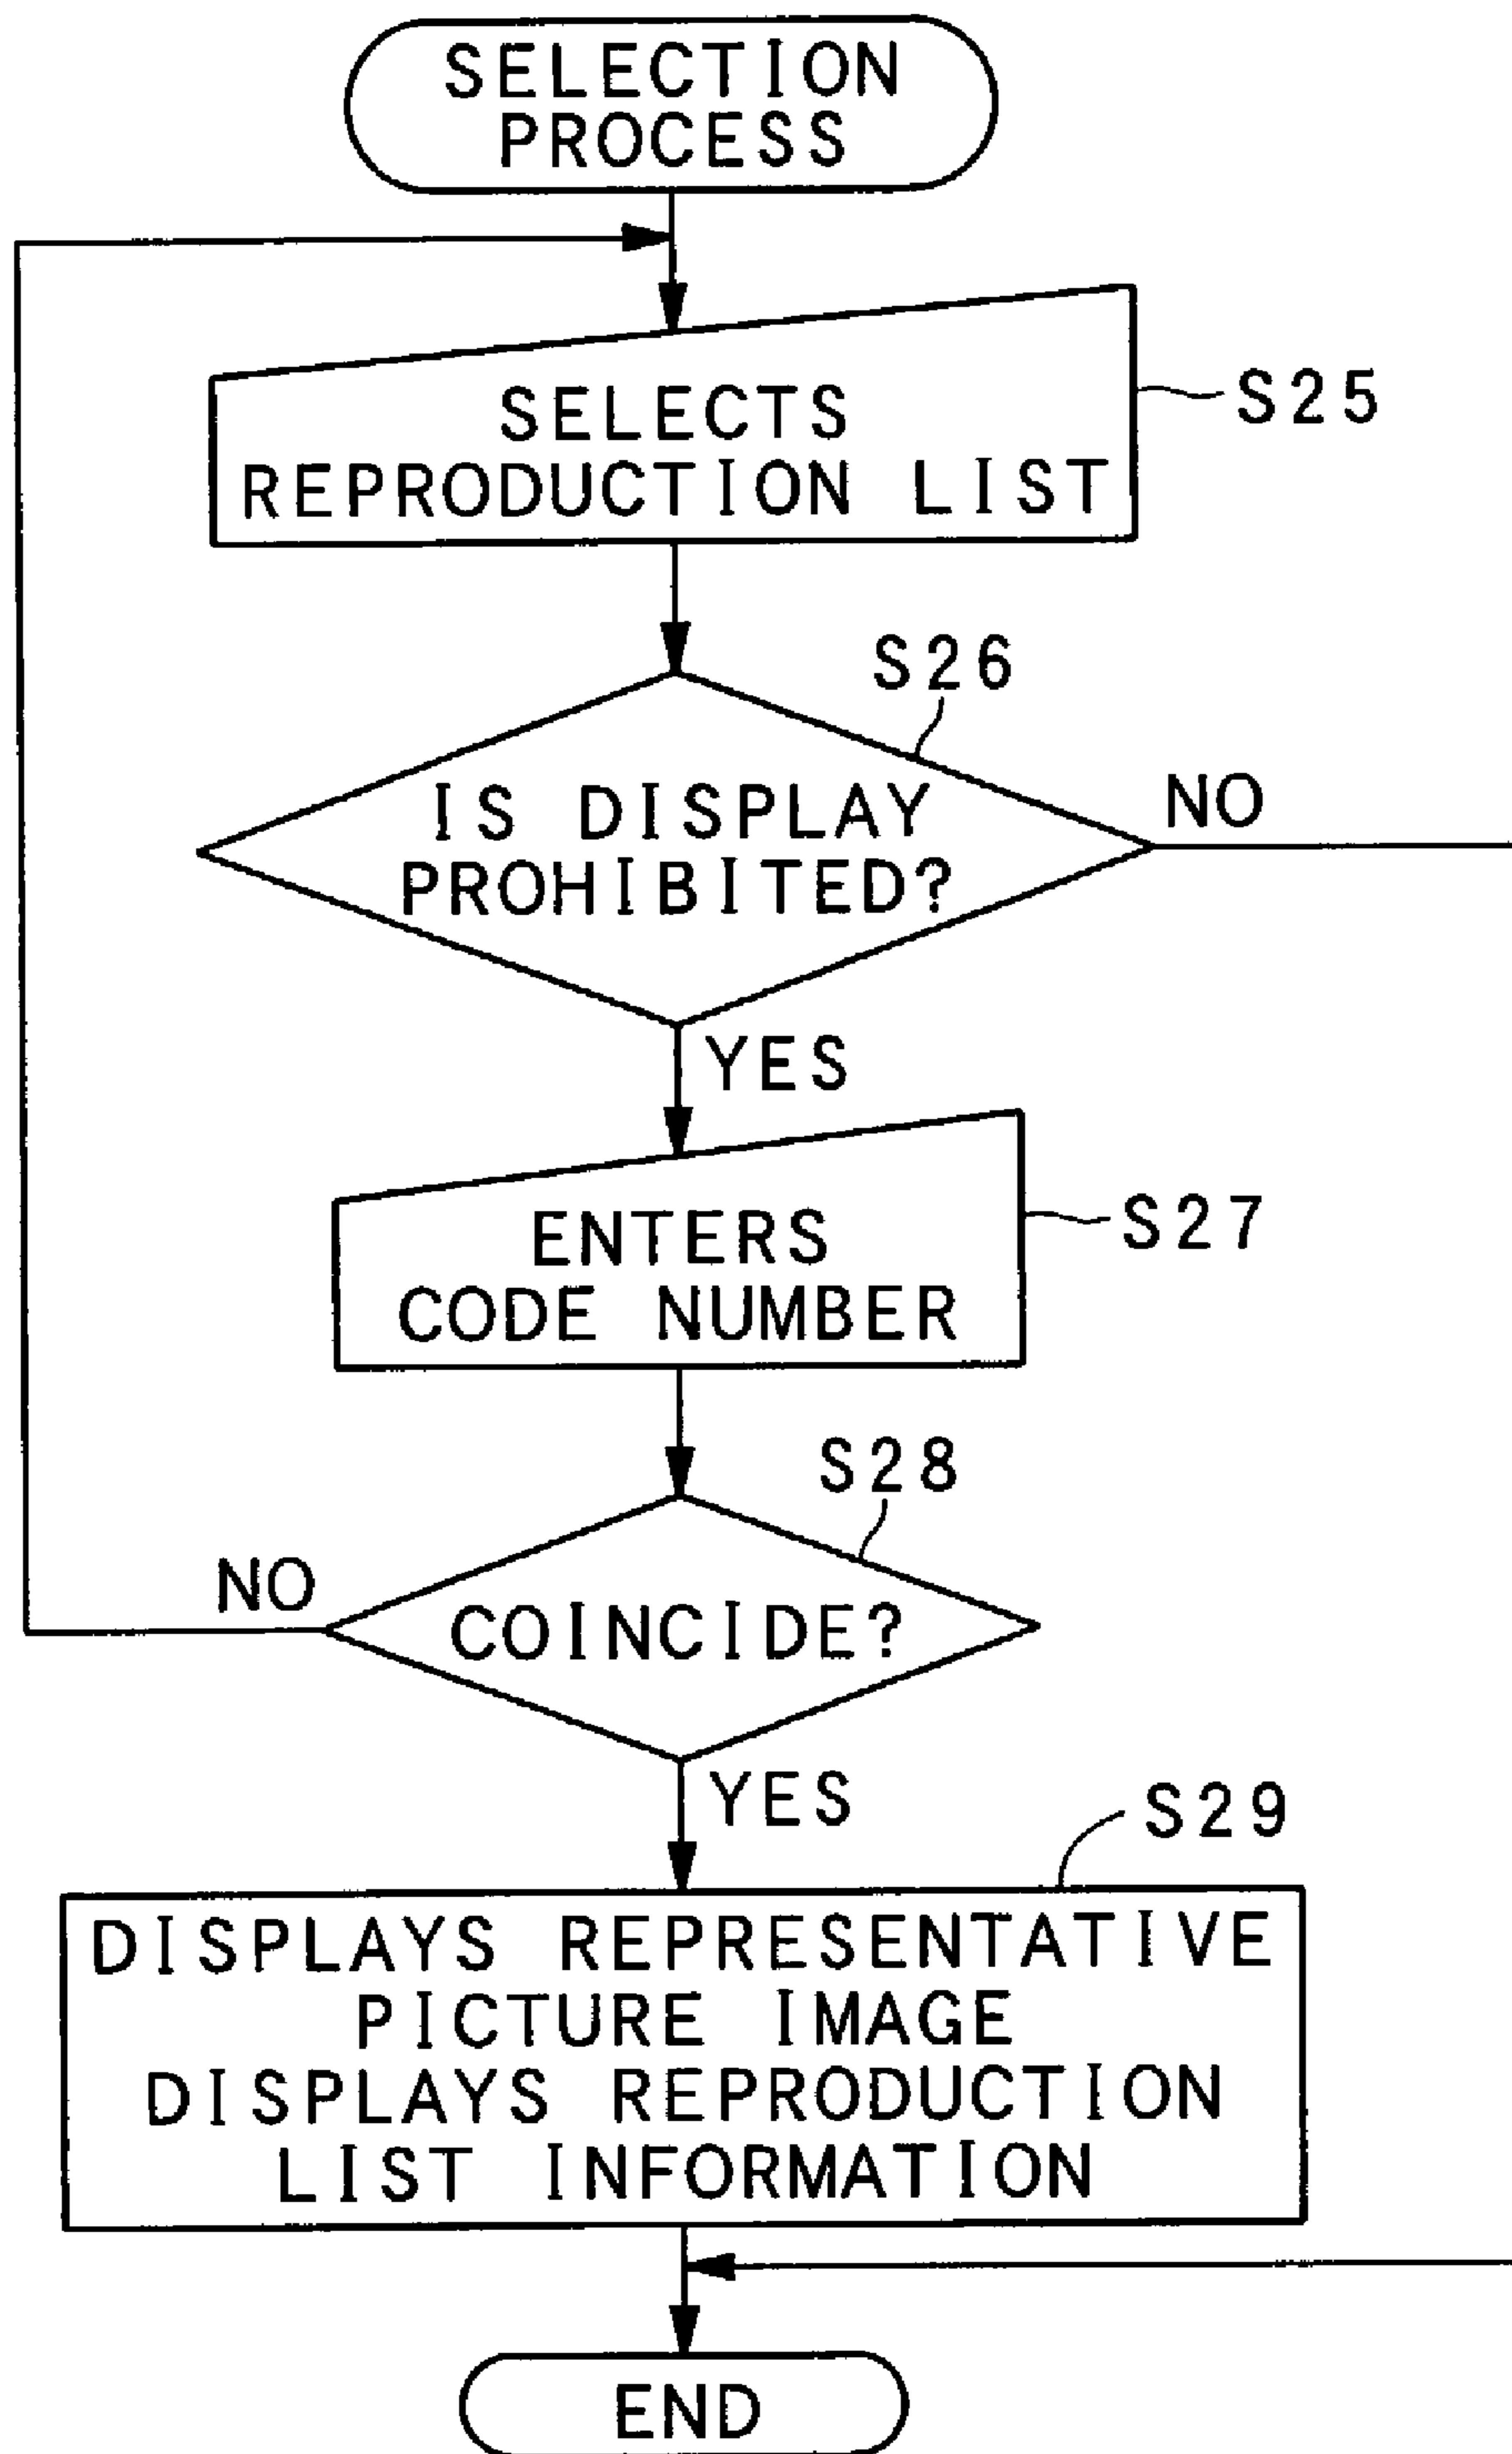 SELECTION
PROCESS
SELECTS
REPRODUCTION LIST
S25
S26
IS DISPLAY
PROHIBITED?
NO
YES
ENTERS
CODE NUMBER
S27
S28
NO
COINCIDE?
YES
S29
DISPLAYS REPRESENTATIVE
PICTURE IMAGE
DISPLAYS REPRODUCTION
LIST INFORMATION
END